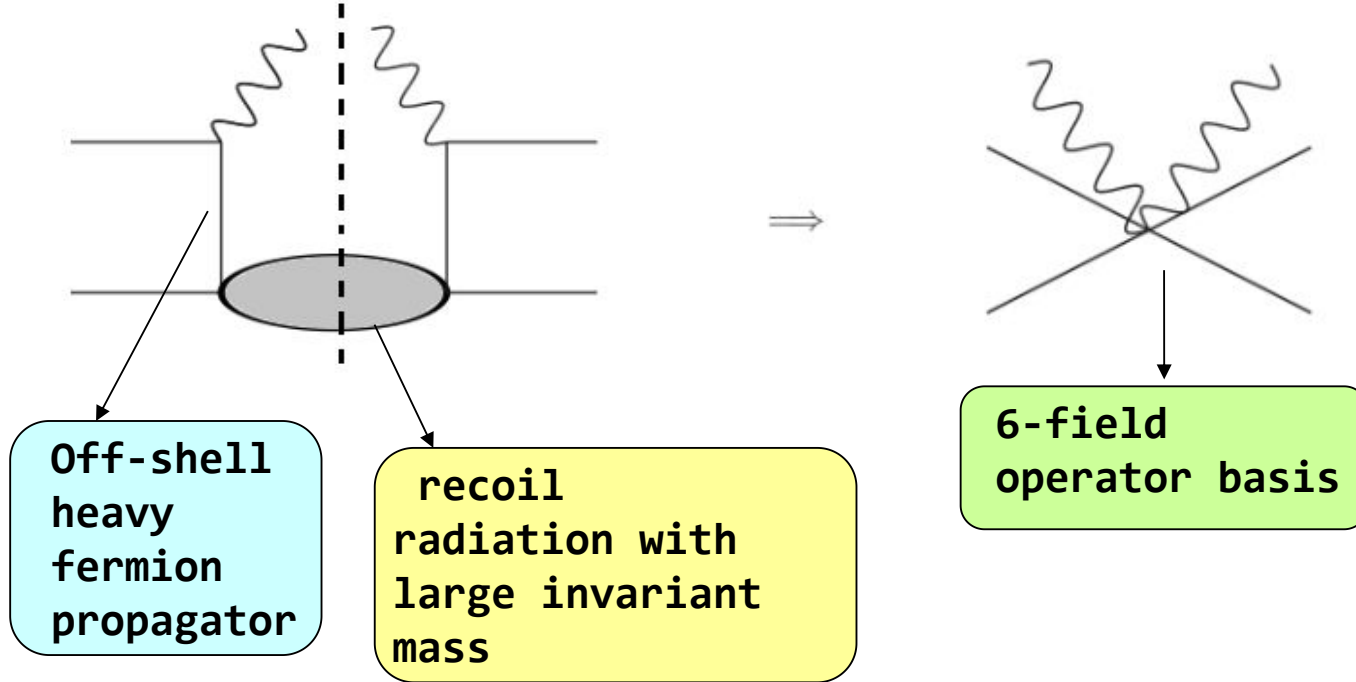 ⇒
Off-shell
heavy
fermion
propagator
recoil
radiation with
large invariant
mass
6-field
operator basis